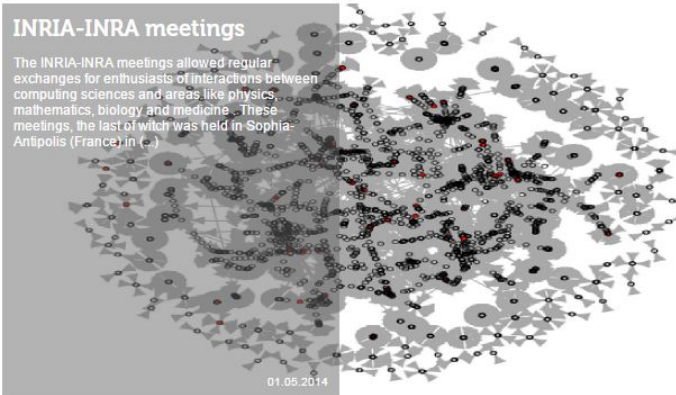 INRIA-INRA meetings
The INRIA-INRA meetings allowed regular
exchanges for enthusiasts of interactions between
computing sciences and areas like physics,
mathematics, biology and medicine . These
meetings, the last of witch was held in Sophia-
Antipolis (France) in (...)
01.05.2014